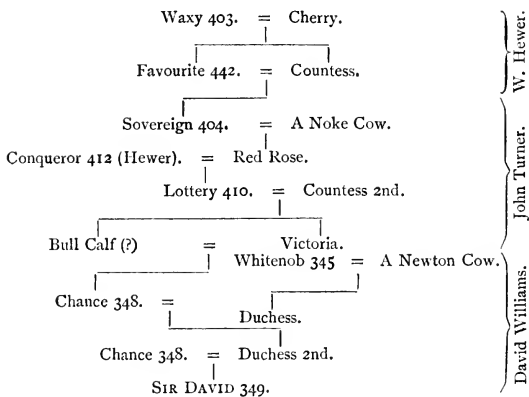 Waxy 403. = Cherry.
Favourite 442. = Countess.
Sovereign 404. = A Noke Cow.
Conqueror 412 (Hewer). = Red Rose.
Lottery 410. = Countess 2nd.
Bull Calf (?) = Victoria.
Whitenob 345 = A Newton Cow.
Chance 348. =
Duchess.
Chance 348. = Duchess 2nd.
SIR DAVID 349.
W. Hewer.
John Turner.
David Williams.